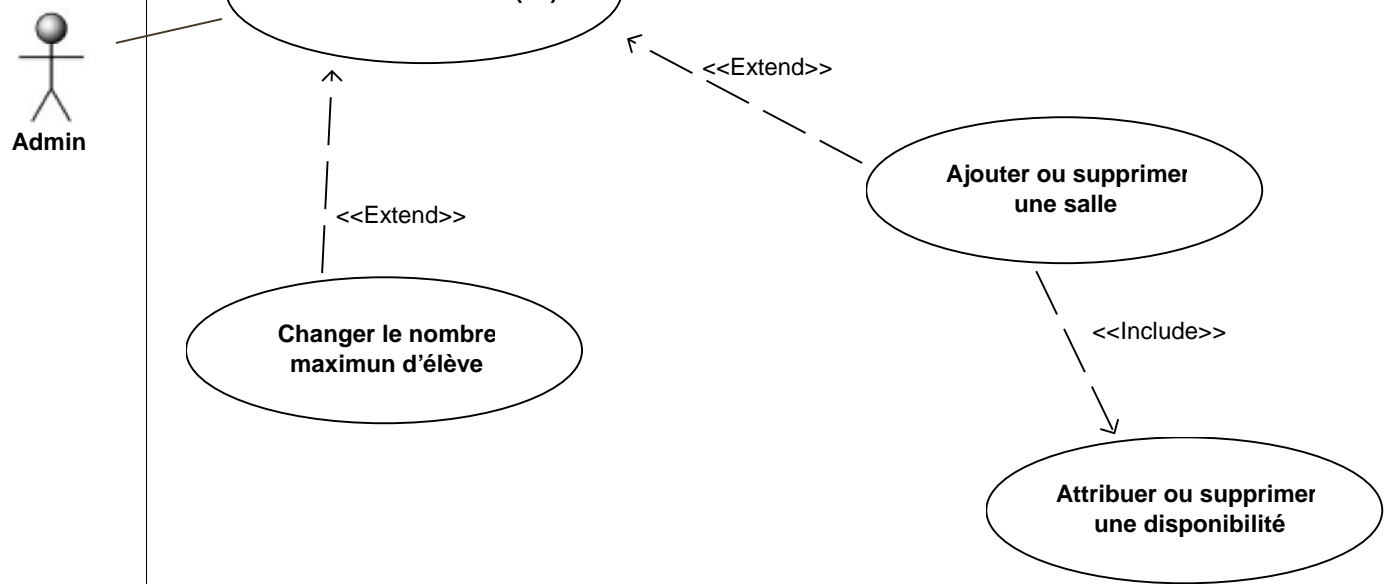 <<Extend>>
Admin
Ajouter ou supprimer
une salle
<<Extend>>
Changer le nombre
maximun d’élève
<<Include>>
Attribuer ou supprimer
une disponibilité